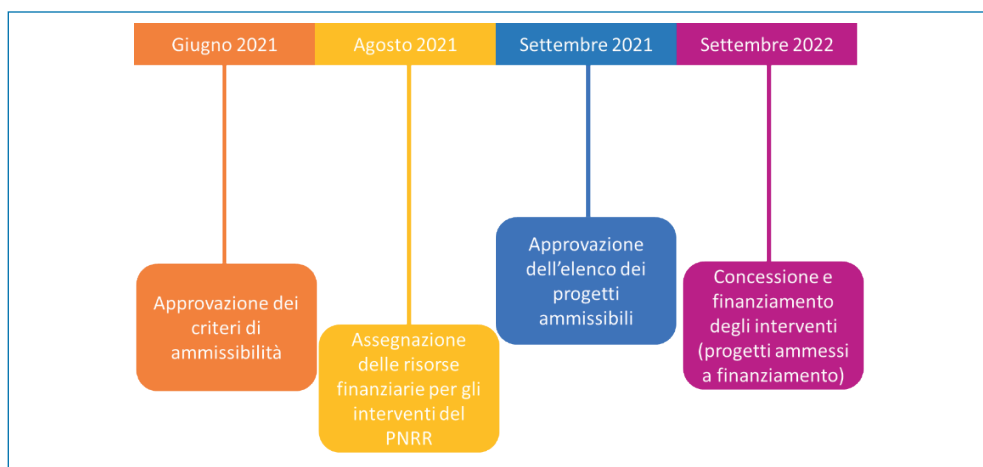 Giugno 2021
Agosto 2021
Settembre 2021
Settembre 2022
Approvazione dei
criteri di
ammissibilità
Assegnazione
delle risorse
finanziarie per gli
interventi del
PNRR
Approvazione
dell’elenco dei
progetti
ammissibili
Concessione e
finanziamento
degli interventi
(progetti ammessi
a finanziamento)